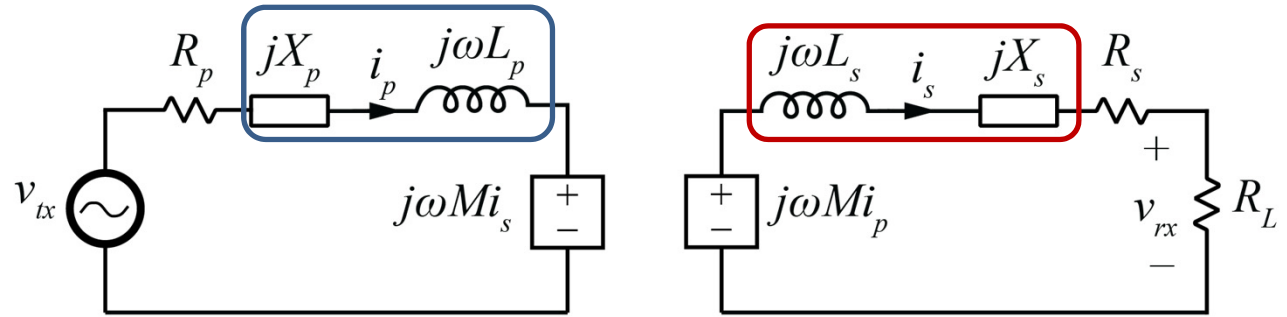 R_p jX_p i_p jωL_p
v_tx
jωMi_s
+
−
jωL_s i_s jX_s R_s
+
−
jωMi_p
+
v_rx
−
R_L